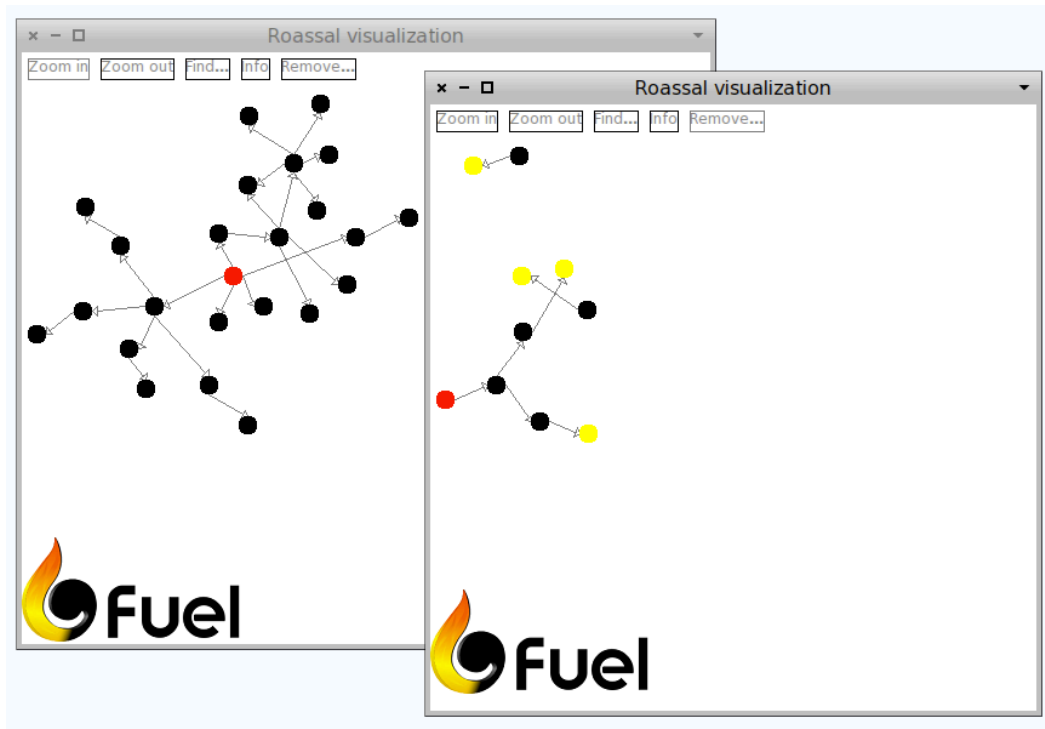 Roassal visualization
Zoom in Zoom out Find... Info Remove...
Fuel
Roassal visualization
Zoom in Zoom out Find... Info Remove...
Fuel